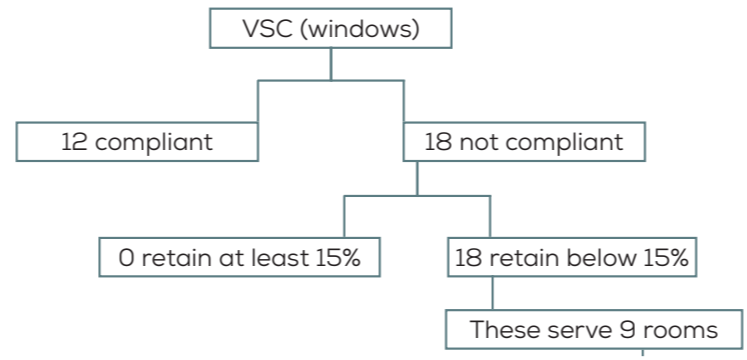 VSC (windows)
12 compliant
18 not compliant
0 retain at least 15%
18 retain below 15%
These serve 9 rooms